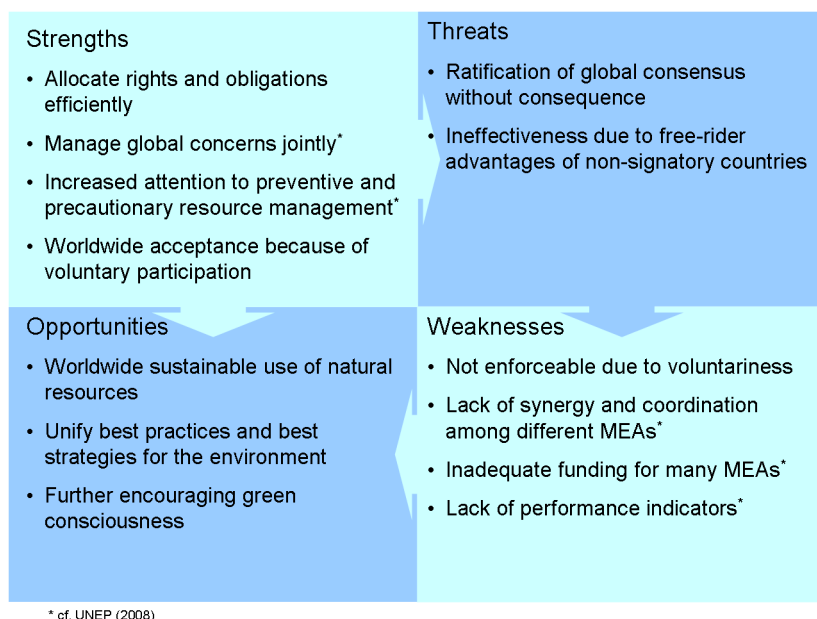 Strengths
• Allocate rights and obligations
efficiently
• Manage global concerns jointly*
• Increased attention to preventive and
precautionary resource management*
• Worldwide acceptance because of
voluntary participation
Threats
• Ratification of global consensus
without consequence
• Ineffectiveness due to free-rider
advantages of non-signatory countries
Opportunities
• Worldwide sustainable use of natural
resources
• Unify best practices and best
strategies for the environment
• Further encouraging green
consciousness
Weaknesses
• Not enforceable due to voluntariness
• Lack of synergy and coordination
among different MEAs*
• Inadequate funding for many MEAs*
• Lack of performance indicators*
* cf. UNEP (2008)